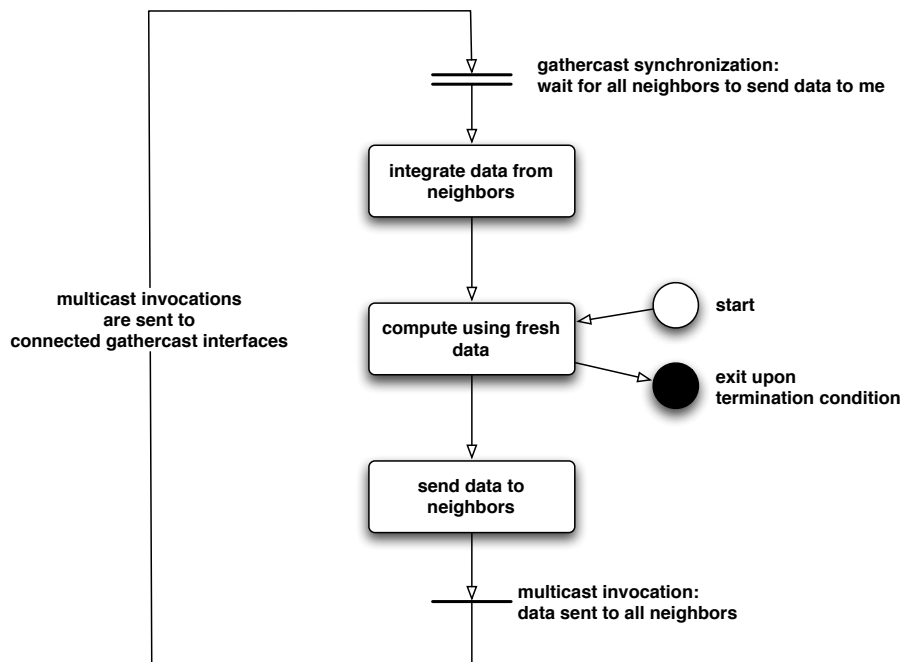 gathercast synchronization:
wait for all neighbors to send data to me
integrate data from
neighbors
multicast invocations
are sent to
connected gathercast interfaces
compute using fresh
data
start
exit upon
termination condition
send data to
neighbors
multicast invocation:
data sent to all neighbors